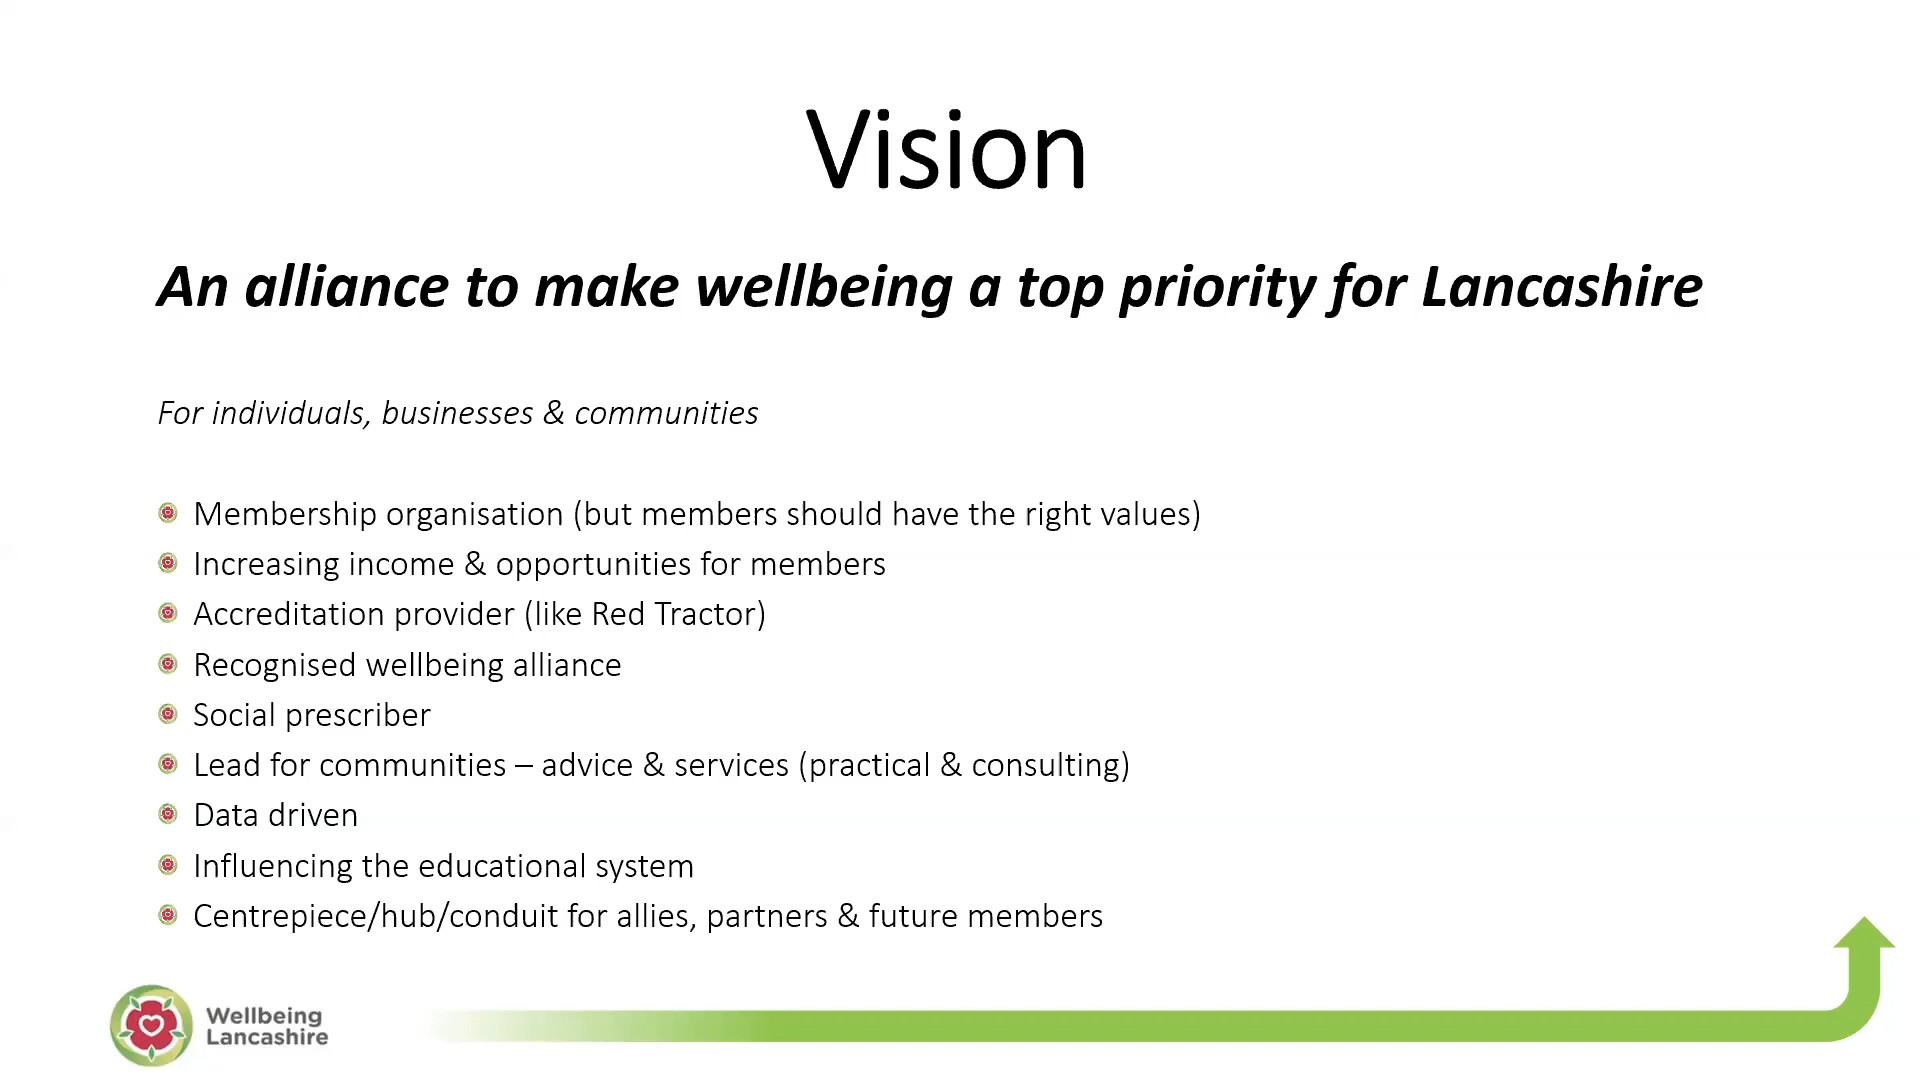 Vision
An alliance to make wellbeing a top priority for Lancashire
For individuals, businesses & communities
Membership organisation (but members should have the right values)
Increasing income & opportunities for members
Accreditation provider (like Red Tractor)
Recognised wellbeing alliance
Social prescriber
Lead for communities – advice & services (practical & consulting)
Data driven
Influencing the educational system
Centrepiece/hub/conduit for allies, partners & future members
Wellbeing
Lancashire